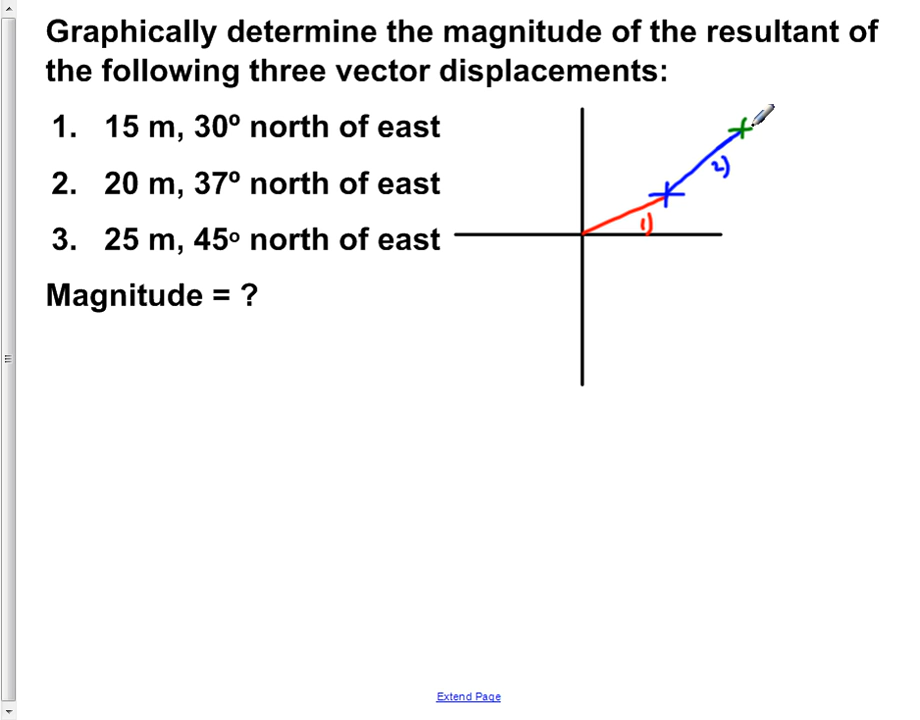 Graphically determine the magnitude of the resultant of
the following three vector displacements:
1. 15 m, 30º north of east
2. 20 m, 37º north of east
3. 25 m, 45º north of east
Magnitude = ?
2)
1)
Extend Page